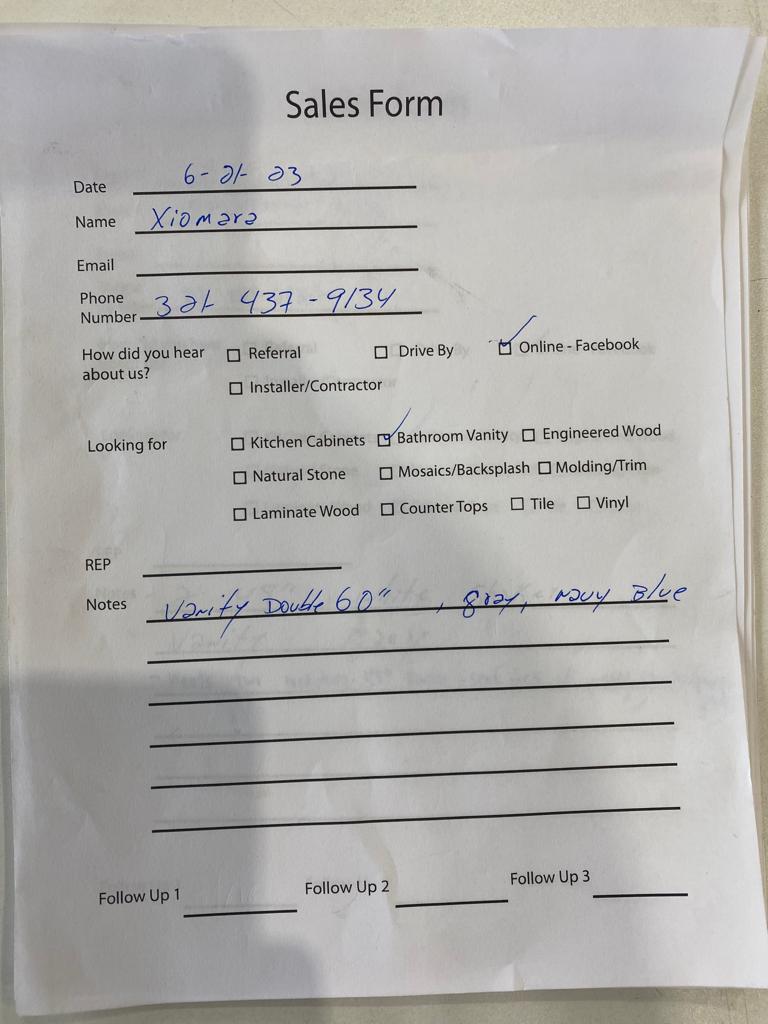 Sales Form
Date 6-21-23
Name Xiomara
Email
Phone Number 321 437-9134
How did you hear about us? ☐ Referral ☐ Drive By ☑ Online - Facebook
☐ Installer/Contractor
Looking for ☐ Kitchen Cabinets ☑ Bathroom Vanity ☐ Engineered Wood
☐ Natural Stone ☐ Mosaics/Backsplash ☐ Molding/Trim
☐ Laminate Wood ☐ Counter Tops ☐ Tile ☐ Vinyl
REP
Notes Vanity Double 60", gray, navy Blue
Follow Up 1 Follow Up 2 Follow Up 3